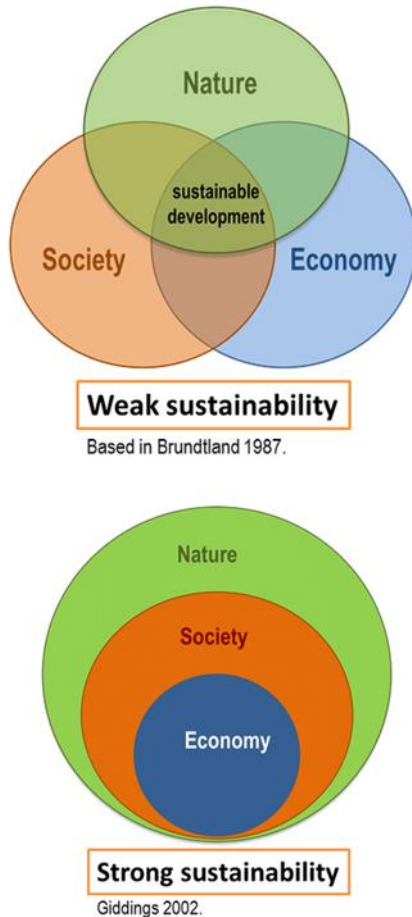 Nature
sustainable
development
Society
Economy
Weak sustainability
Based in Brundtland 1987.
Nature
Society
Economy
Strong sustainability
Giddings 2002.